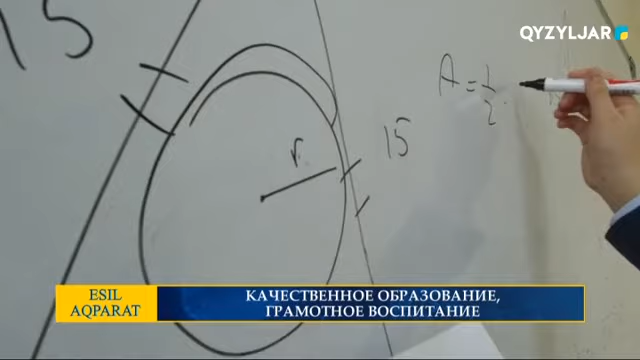 QYZYLJAR
15
A = 1/2
r
15
ESIL AQPARAT
КАЧЕСТВЕННОЕ ОБРАЗОВАНИЕ,
ГРАМОТНОЕ ВОСПИТАНИЕ